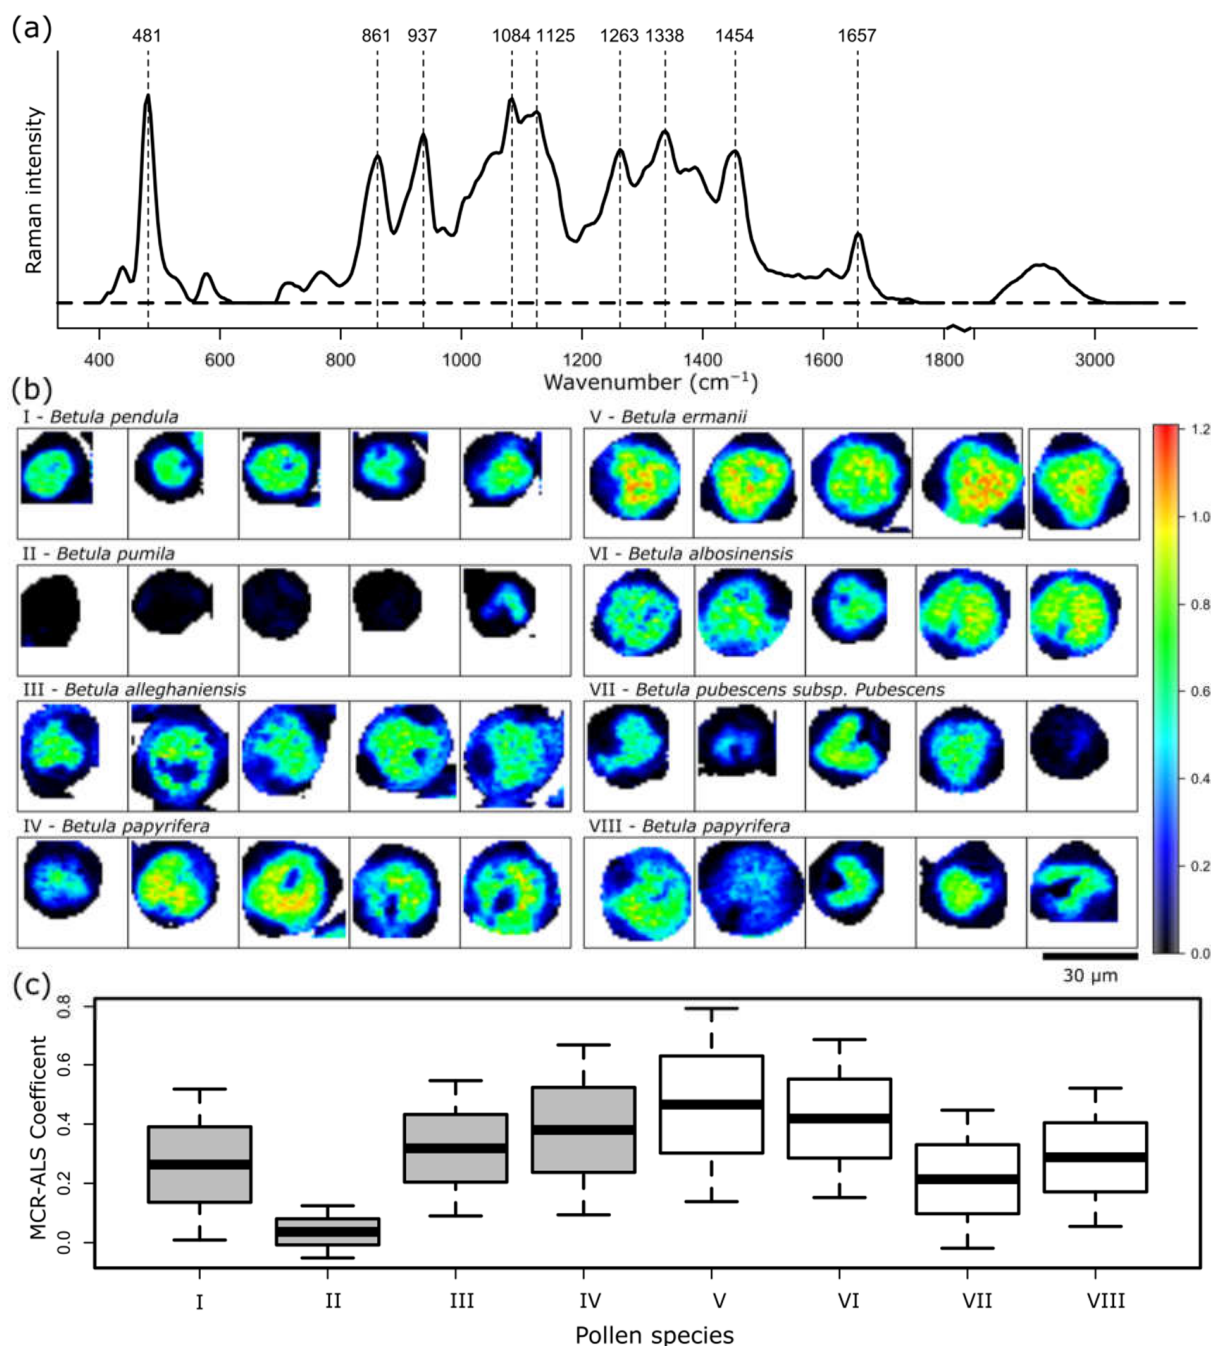 (a)
481 861 937 1084 1125 1263 1338 1454 1657
Raman intensity
400 600 800 1000 1200 1400 1600 1800 3000
Wavenumber (cm⁻¹)
(b)
I - Betula pendula
V - Betula ermanii
II - Betula pumila
VI - Betula albosinensis
III - Betula alleghaniensis
VII - Betula pubescens subsp. Pubescens
IV - Betula papyrifera
VIII - Betula papyrifera
1.2
1.0
0.8
0.6
0.4
0.2
0.0
30 µm
(c)
MCR-ALS Coefficent
0.8
0.6
0.4
0.2
0.0
I II III IV V VI VII VIII
Pollen species